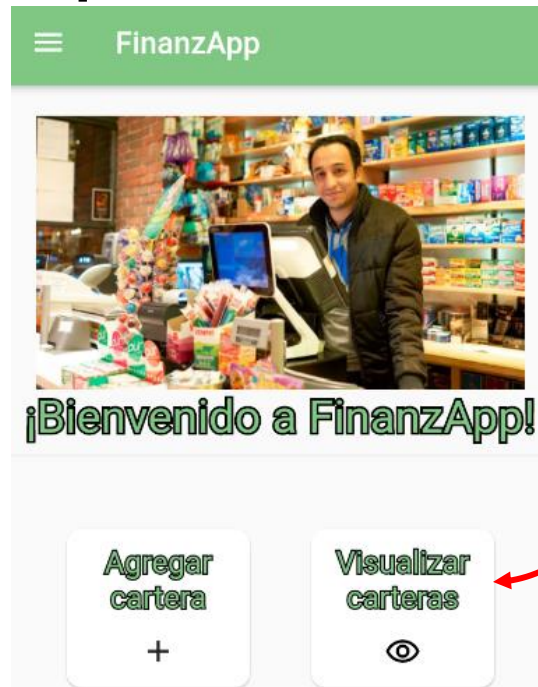 FinanzApp
¡Bienvenido a FinanzApp!
Agregar
cartera
Visualizar
carteras